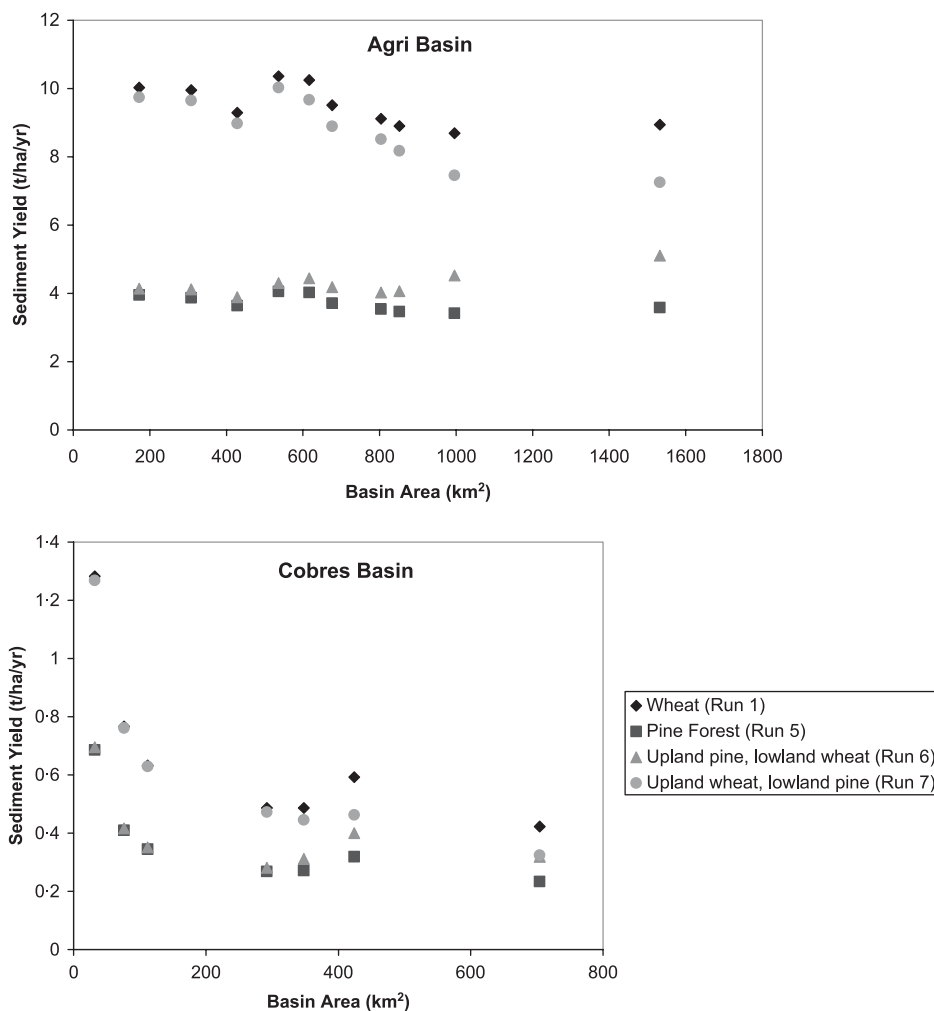 Agri Basin
Sediment Yield (t/ha/yr)
12
10
8
6
4
2
0
0 200 400 600 800 1000 1200 1400 1600 1800
Basin Area (km²)
Cobres Basin
Sediment Yield (t/ha/yr)
1·4
1·2
1
0·8
0·6
0·4
0·2
0
0 200 400 600 800
Basin Area (km²)
Wheat (Run 1)
Pine Forest (Run 5)
Upland pine, lowland wheat (Run 6)
Upland wheat, lowland pine (Run 7)